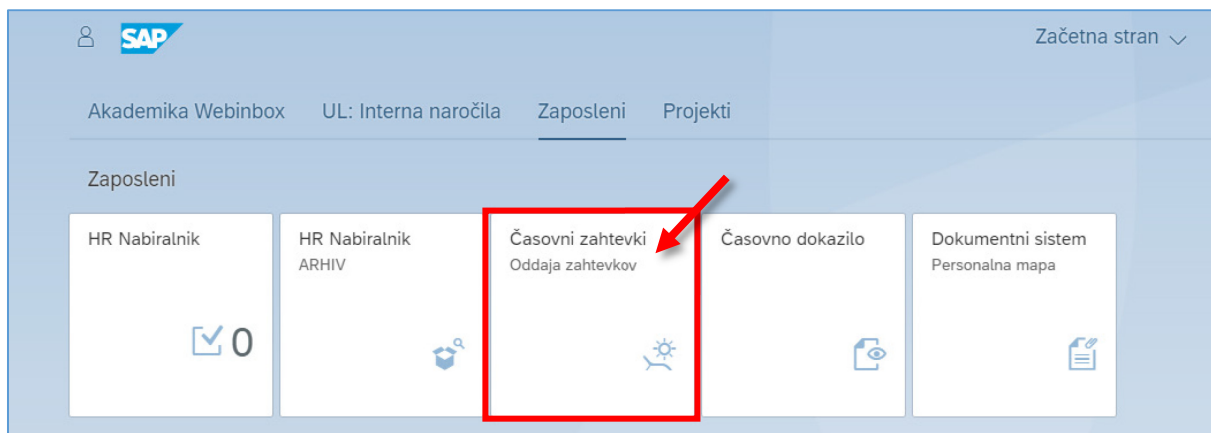 SAP
Začetna stran
Akademika Webinbox UL: Interna naročila Zaposleni Projekti
Zaposleni
HR Nabiralnik
0
HR Nabiralnik
ARHIV
Časovni zahtevki
Oddaja zahtevkov
Časovno dokazilo
Dokumentni sistem
Personalna mapa